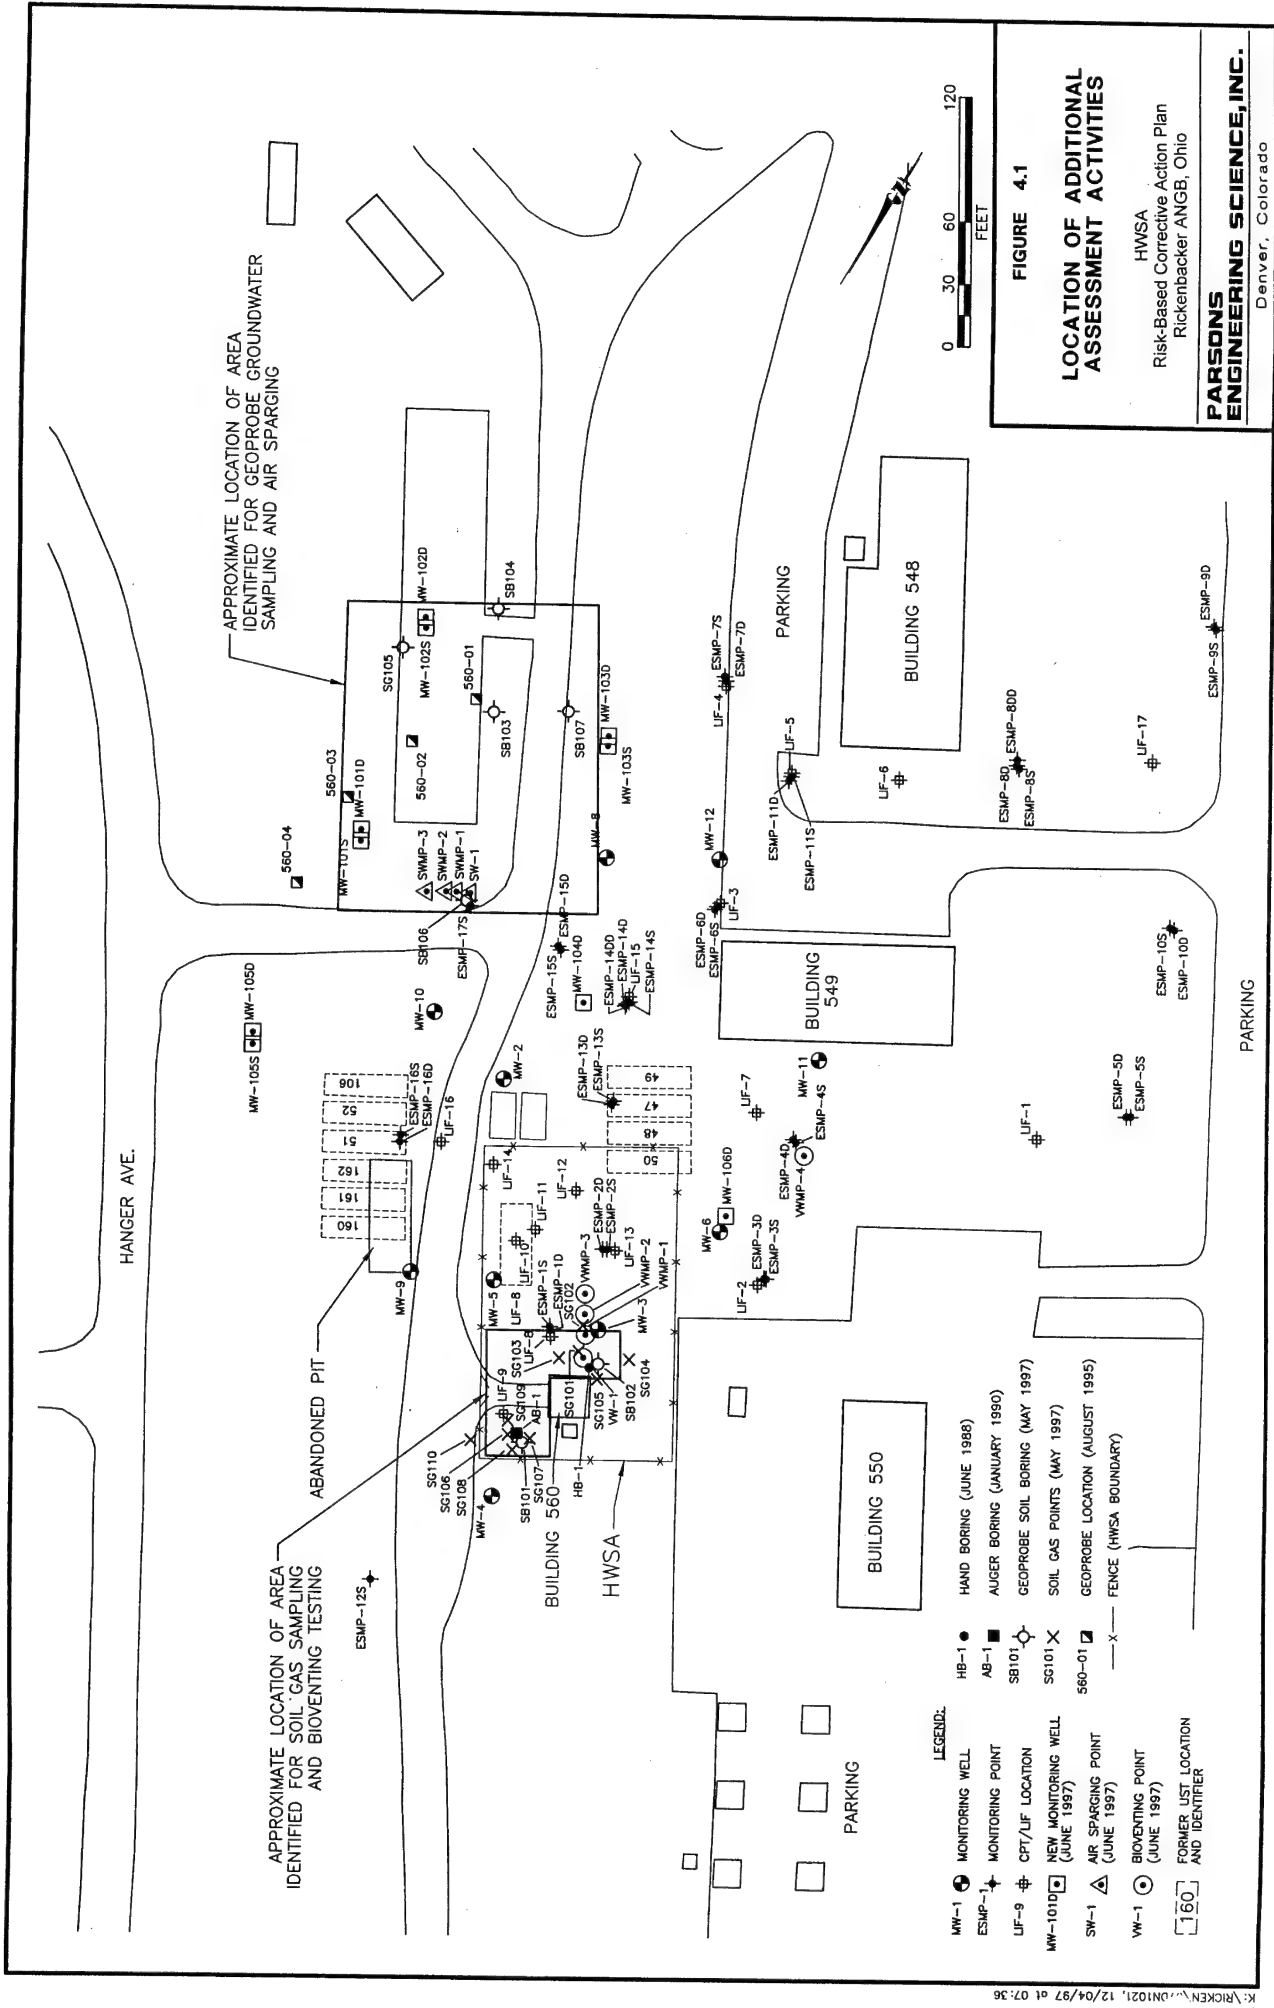 HANGER AVE.
APPROXIMATE LOCATION OF AREA
IDENTIFIED FOR SOIL GAS SAMPLING
AND BIOVENTING TESTING
ABANDONED PIT
APPROXIMATE LOCATION OF AREA
IDENTIFIED FOR GEOPROBE GROUNDWATER
SAMPLING AND AIR SPARGING
560-04
560-03
MW-101S
MW-101D
560-02
560-01
SG105
MW-102S
MW-102D
SB104
SB103
SB107
MW-103D
MW-103S
MW-8
SWMP-3
SWMP-2
SWMP-1
SW-1
SB106
ESMP-17S
MW-105S
MW-105D
MW-10
ESMP-15S
ESMP-15D
MW-104D
ESMP-14DD
ESMP-14D
LIF-15
ESMP-14S
MW-2
ESMP-13D
ESMP-13S
160
161
162
51
52
106
ESMP-16S
ESMP-16D
LIF-16
50
48
47
49
MW-9
ESMP-12S
MW-4
MW-5
LIF-14
LIF-12
LIF-11
LIF-10
ESMP-2D
ESMP-2S
LIF-13
LIF-8
LIF-8
ESMP-1S
ESMP-1D
SG102
VWMP-3
VWMP-2
VWMP-1
MW-3
SG103
SG104
SB102
VW-1
SG105
SG101
LIF-9
SG109
AB-1
SG110
SG106
SG108
SB101
SG107
HB-1
BUILDING 560
HWSA
MW-6
MW-106D
LIF-2
ESMP-3D
ESMP-3S
ESMP-4D
VWMP-4
ESMP-4S
LIF-7
MW-11
BUILDING
549
ESMP-6D
ESMP-6S
LIF-3
MW-12
LIF-4
ESMP-7S
ESMP-7D
PARKING
LIF-5
ESMP-11D
ESMP-11S
LIF-6
BUILDING 548
ESMP-8D
ESMP-8DD
ESMP-8S
LIF-17
ESMP-9S
ESMP-9D
ESMP-10S
ESMP-10D
LIF-1
ESMP-5D
ESMP-5S
PARKING
BUILDING 550
PARKING
LEGEND:
MW-1 MONITORING WELL
ESMP-1 MONITORING POINT
LIF-9 CPT/LIF LOCATION
MW-101D NEW MONITORING WELL
(JUNE 1997)
SW-1 AIR SPARGING POINT
(JUNE 1997)
VW-1 BIOVENTING POINT
(JUNE 1997)
160 FORMER UST LOCATION
AND IDENTIFIER
HB-1 HAND BORING (JUNE 1988)
AB-1 AUGER BORING (JANUARY 1990)
SB101 GEOPROBE SOIL BORING (MAY 1997)
SG101 SOIL GAS POINTS (MAY 1997)
560-01 GEOPROBE LOCATION (AUGUST 1995)
x FENCE (HWSA BOUNDARY)
0 30 60 120
FEET
FIGURE 4.1
LOCATION OF ADDITIONAL
ASSESSMENT ACTIVITIES
HWSA
Risk-Based Corrective Action Plan
Rickenbacker ANGB, Ohio
PARSONS
ENGINEERING SCIENCE, INC.
Denver, Colorado
12/04/97 at 07:36